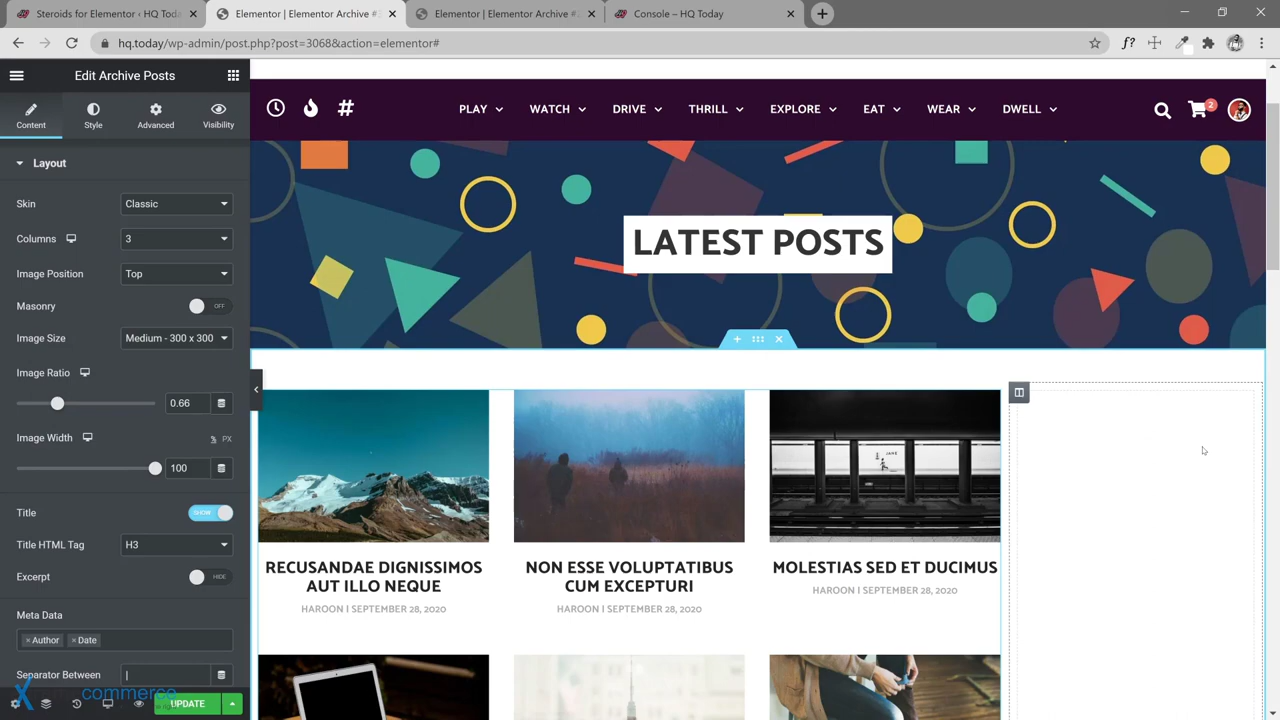 Steroids for Elementor ‹ HQ Toda
Elementor | Elementor Archive #
Elementor | Elementor Archive #
Console – HQ Today
hq.today/wp-admin/post.php?post=3068&action=elementor#
f?
Edit Archive Posts
Content
Style
Advanced
Visibility
Layout
Skin
Classic
Columns
3
Image Position
Top
Masonry
OFF
Image Size
Medium - 300 x 300
Image Ratio
0.66
Image Width
% PX
100
Title
SHOW
Title HTML Tag
H3
Excerpt
HIDE
Meta Data
× Author × Date
Separator Between
|
commerce
UPDATE
#
PLAY
WATCH
DRIVE
THRILL
EXPLORE
EAT
WEAR
DWELL
2
LATEST POSTS
RECUSANDAE DIGNISSIMOS
AUT ILLO NEQUE
HAROON | SEPTEMBER 28, 2020
NON ESSE VOLUPTATIBUS
CUM EXCEPTURI
HAROON | SEPTEMBER 28, 2020
MOLESTIAS SED ET DUCIMUS
HAROON | SEPTEMBER 28, 2020